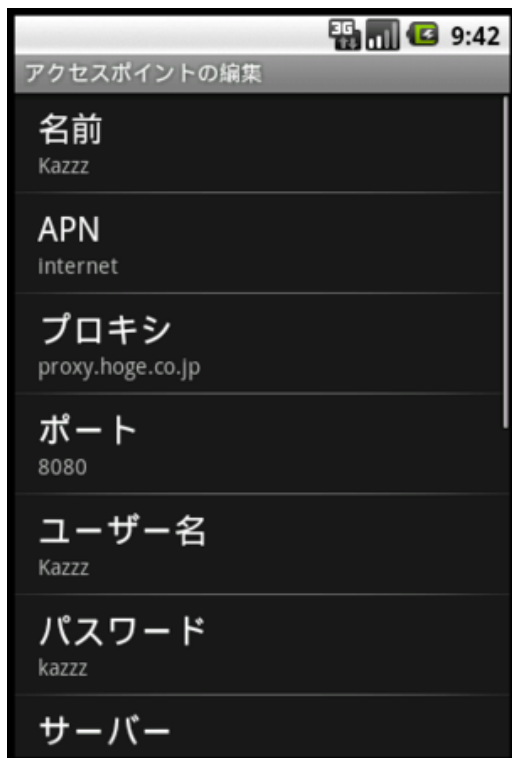 3G 9:42
アクセスポイントの編集
名前
Kazzz
APN
internet
プロキシ
proxy.hoge.co.jp
ポート
8080
ユーザー名
Kazzz
パスワード
kazzz
サーバー